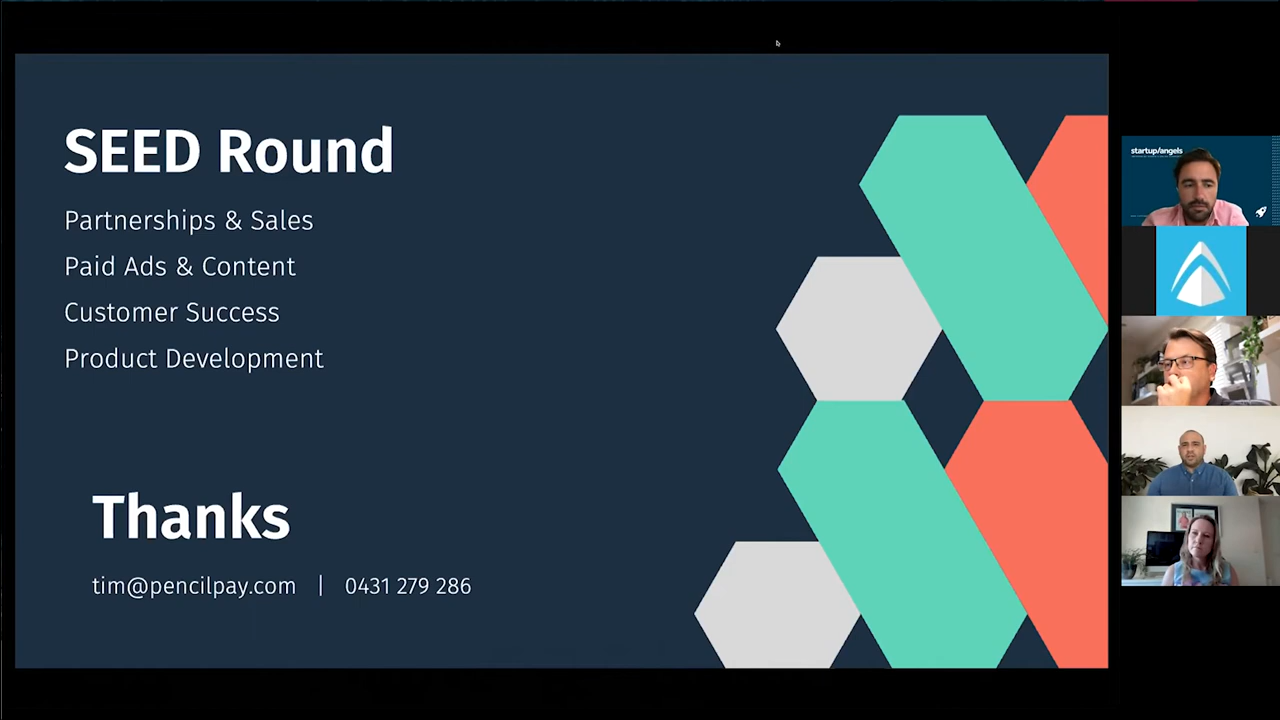 SEED Round
Partnerships & Sales
Paid Ads & Content
Customer Success
Product Development
Thanks
tim@pencilpay.com | 0431 279 286
startup/angels